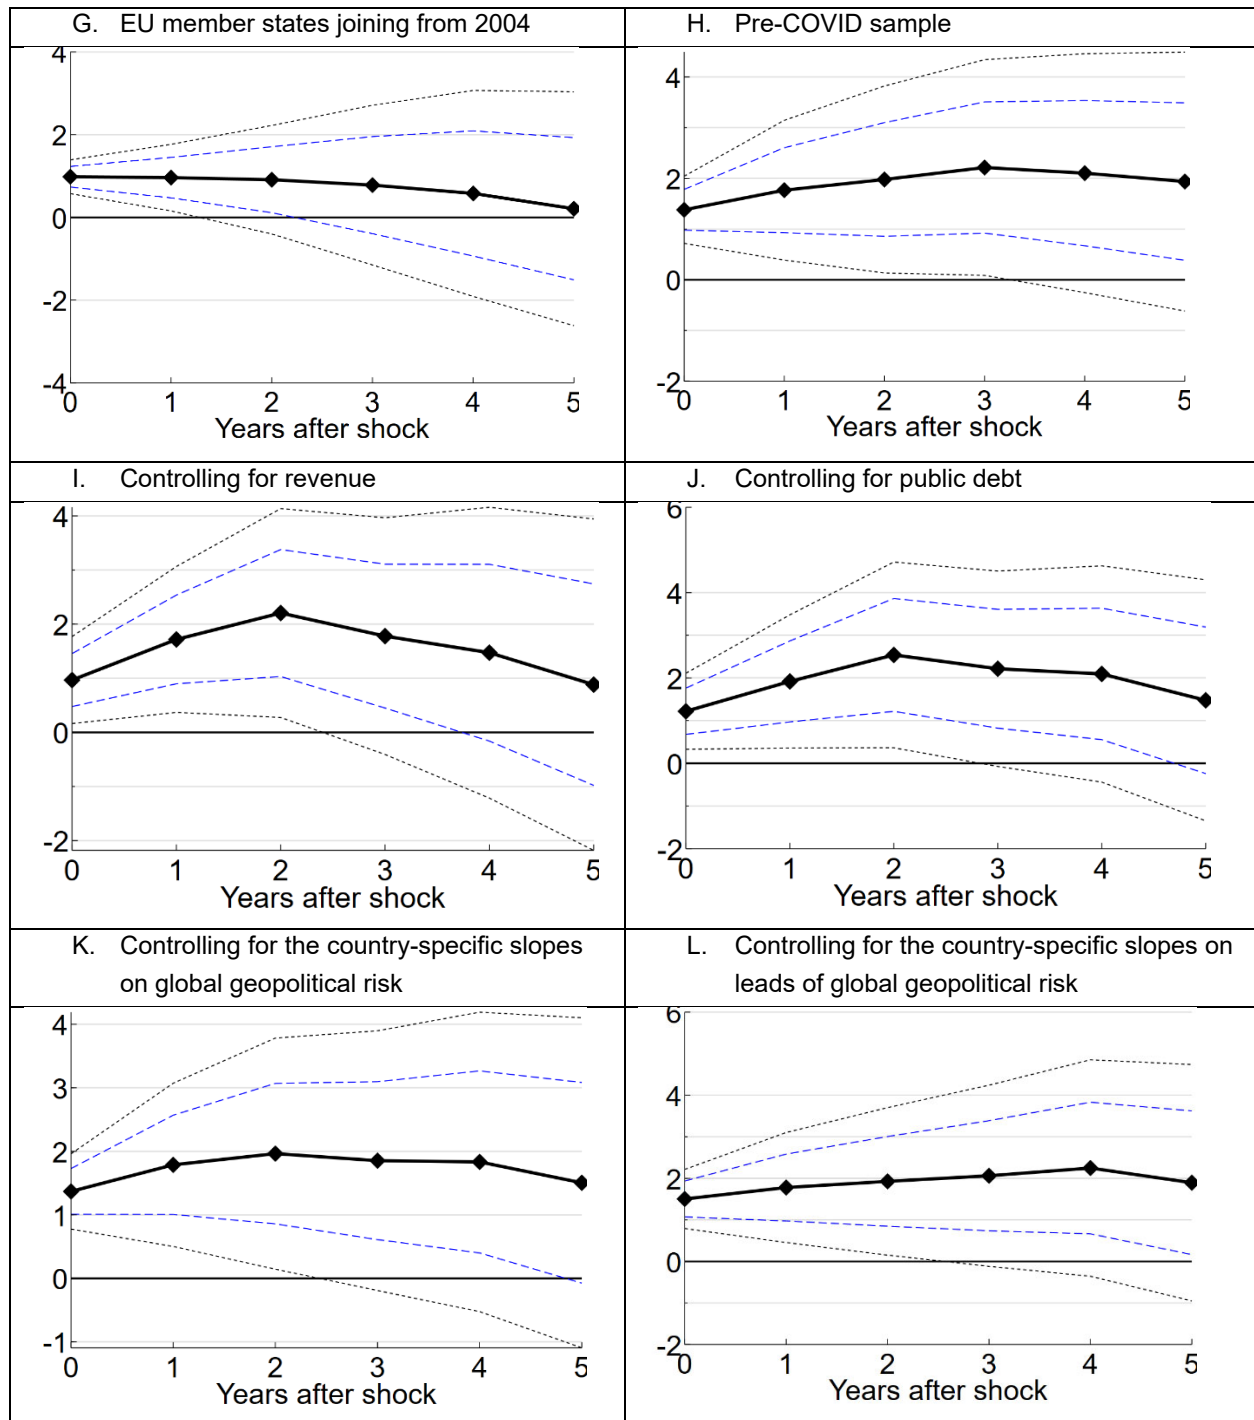 G. EU member states joining from 2004
H. Pre-COVID sample
4
2
0
-2
-4
0 1 2 3 4 5
Years after shock
4
2
0
-2
0 1 2 3 4 5
Years after shock
I. Controlling for revenue
J. Controlling for public debt
4
2
0
-2
0 1 2 3 4 5
Years after shock
6
4
2
0
-2
0 1 2 3 4 5
Years after shock
K. Controlling for the country-specific slopes
on global geopolitical risk
L. Controlling for the country-specific slopes on
leads of global geopolitical risk
4
3
2
1
0
-1
0 1 2 3 4 5
Years after shock
6
4
2
0
-2
0 1 2 3 4 5
Years after shock